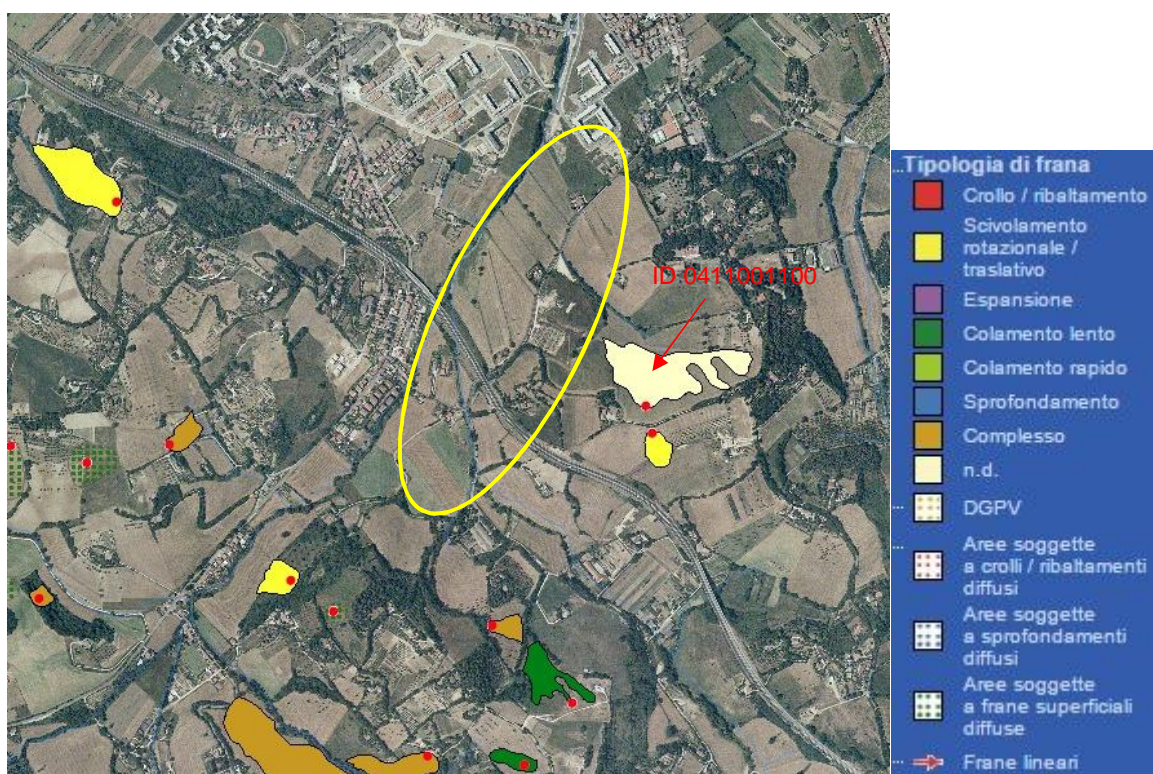 ID 0411001100
...Tipologia di frana
Crollo / ribaltamento
Scivolamento
rotazionale /
traslativo
Espansione
Colamento lento
Colamento rapido
Sprofondamento
Complesso
n.d.
DGPV
Aree soggette
a crolli / ribaltamenti
diffusi
Aree soggette
a sprofondamenti
diffusi
Aree soggette
a frane superficiali
diffuse
Frane lineari